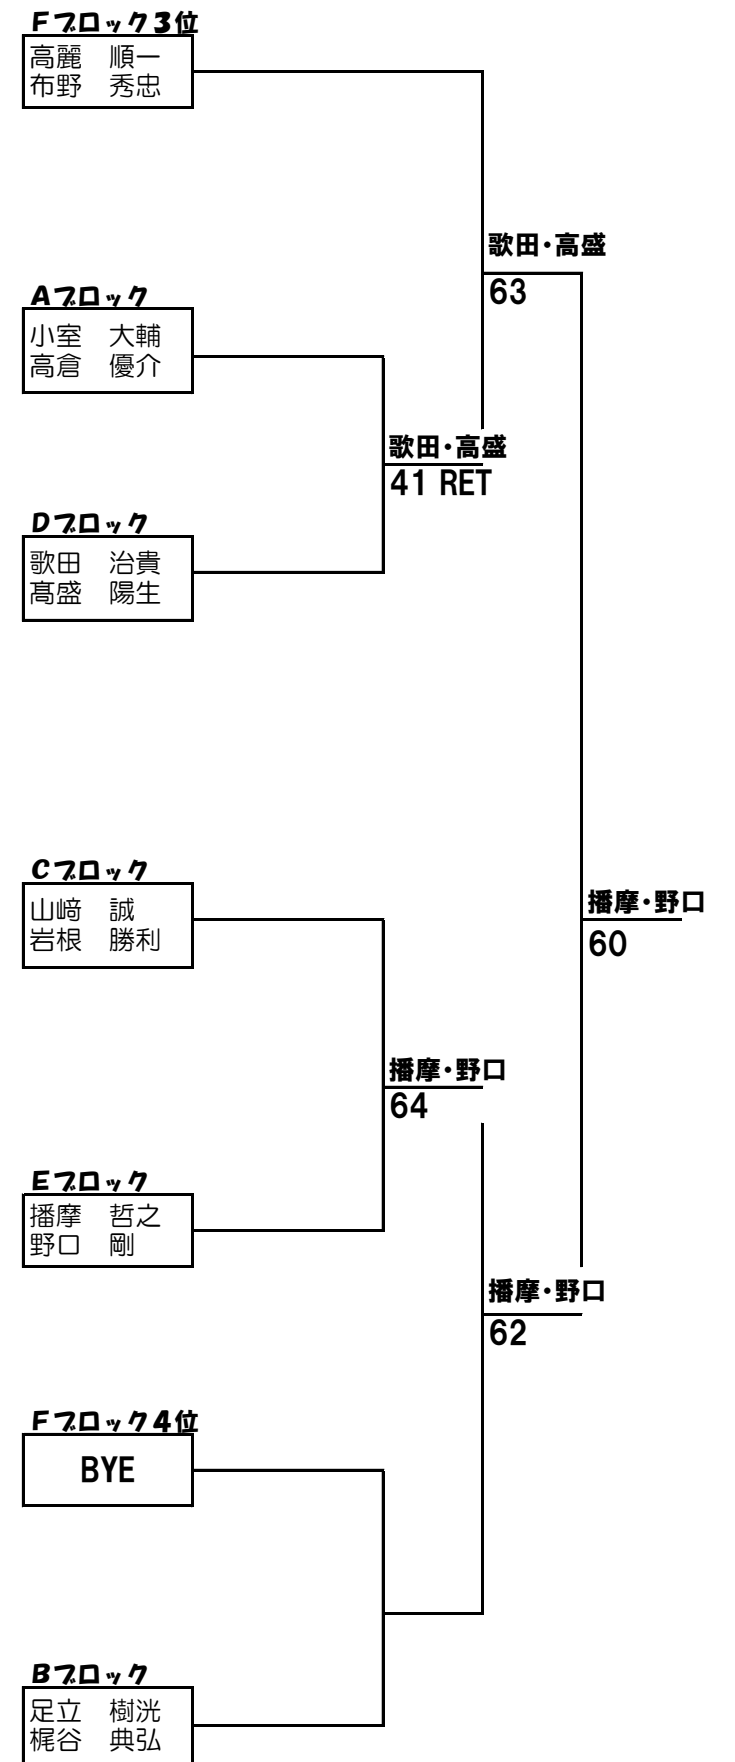 Fブロック3位
高麗　順一
布野　秀忠
歌田・高盛
63
Aブロック
小室　大輔
高倉　優介
歌田・高盛
41 RET
Dブロック
歌田　治貴
髙盛　陽生
Cブロック
山﨑　誠
岩根　勝利
播摩・野口
60
播摩・野口
64
Eブロック
播摩　哲之
野口　剛
播摩・野口
62
Fブロック4位
BYE
Bブロック
足立　樹洸
梶谷　典弘